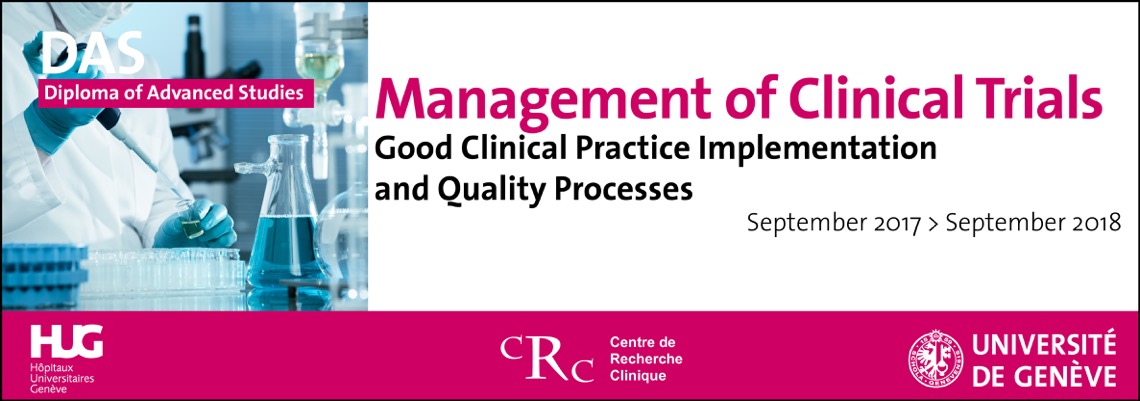 DAS
Diploma of Advanced Studies
Management of Clinical Trials
Good Clinical Practice Implementation
and Quality Processes
September 2017 > September 2018
HUG
Hôpitaux
Universitaires
Genève
CRC
Centre de
Recherche
Clinique
UNIVERSITÉ
DE GENÈVE